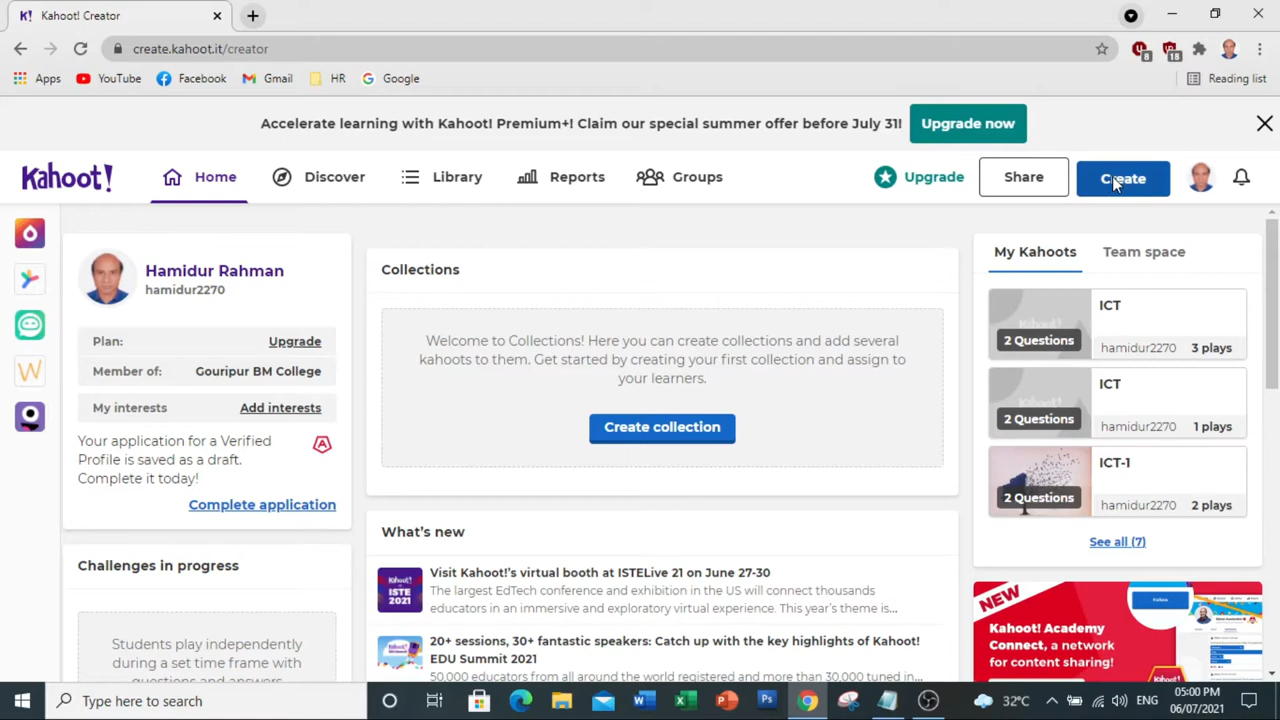 Kahoot! Creator
create.kahoot.it/creator
8
18
Apps
YouTube
Facebook
Gmail
HR
Google
Reading list
Accelerate learning with Kahoot! Premium+! Claim our special summer offer before July 31!
Upgrade now
Kahoot!
Home
Discover
Library
Reports
Groups
Upgrade
Share
Create
Hamidur Rahman
hamidur2270
Plan:
Upgrade
Member of:
Gouripur BM College
My interests
Add interests
Your application for a Verified
Profile is saved as a draft.
Complete it today!
Complete application
Challenges in progress
Students play independently
during a set time frame with
questions and answers
Collections
Welcome to Collections! Here you can create collections and add several
kahoots to them. Get started by creating your first collection and assign to
your learners.
Create collection
What's new
Kahoot!
ISTE
2021
Visit Kahoot!'s virtual booth at ISTELive 21 on June 27-30
The largest EdTech conference and exhibition in the US will connect thousands
educators in an immersive and exploratory virtual experience. This year's theme is...
20+ sessions, 30+ fantastic speakers: Catch up with the key highlights of Kahoot!
EDU Summit 2021
50,000 educators from all around the world registered and more than 30,000 tuned in...
My Kahoots
Team space
2 Questions
ICT
hamidur2270
3 plays
2 Questions
ICT
hamidur2270
1 plays
2 Questions
ICT-1
hamidur2270
2 plays
See all (7)
NEW
Kahoot! Academy
Connect, a network
for content sharing!
Follow
Type here to search
32°C
ENG
05:00 PM
06/07/2021